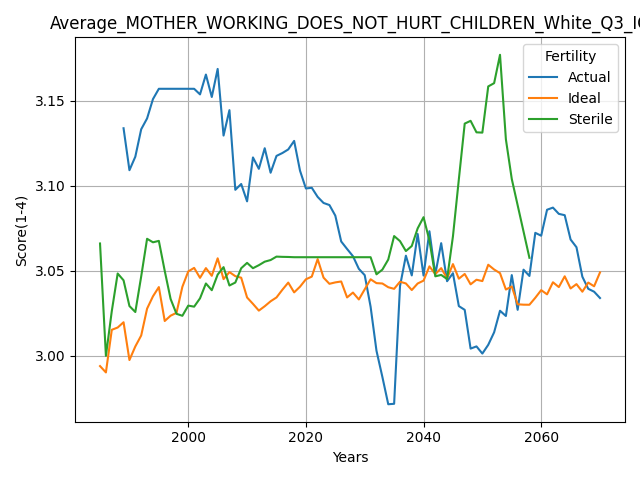 Average_MOTHER_WORKING_DOES_NOT_HURT_CHILDREN_White_Q3_I
Fertility
Actual
Ideal
Sterile
3.15
3.10
3.05
3.00
Score(1-4)
2000 2020 2040 2060
Years